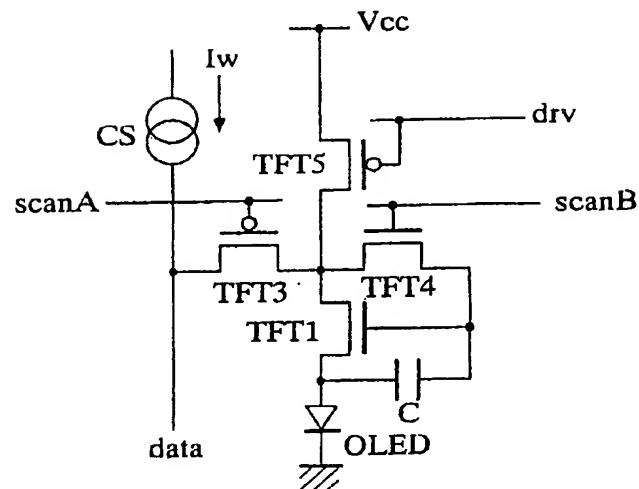 Vcc
Iw
CS
drv
TFT5
scanA
scanB
TFT3
TFT4
TFT1
C
OLED
data